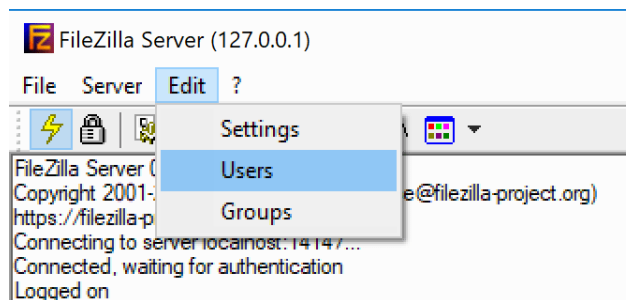 FileZilla Server (127.0.0.1)
File Server Edit ?
Settings
Users
Groups
FileZilla Server
Copyright 2001- e@filezilla-project.org)
https://filezilla-p
Connecting to server localhost:14147...
Connected, waiting for authentication
Logged on